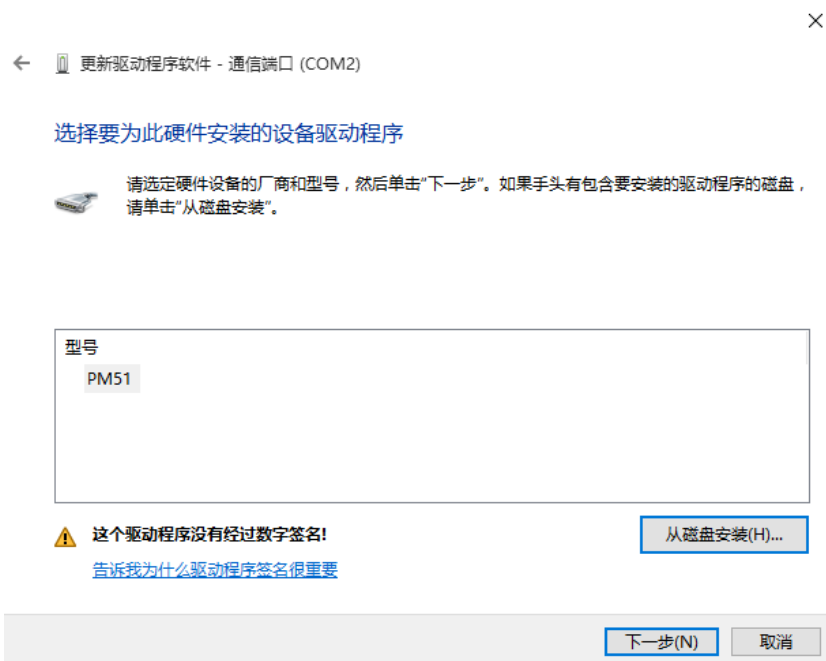 更新驱动程序软件 - 通信端口 (COM2)
选择要为此硬件安装的设备驱动程序
请选定硬件设备的厂商和型号，然后单击“下一步”。如果手头有包含要安装的驱动程序的磁盘，
请单击“从磁盘安装”。
型号
PM51
这个驱动程序没有经过数字签名!
从磁盘安装(H)...
告诉我为什么驱动程序签名很重要
下一步(N)
取消